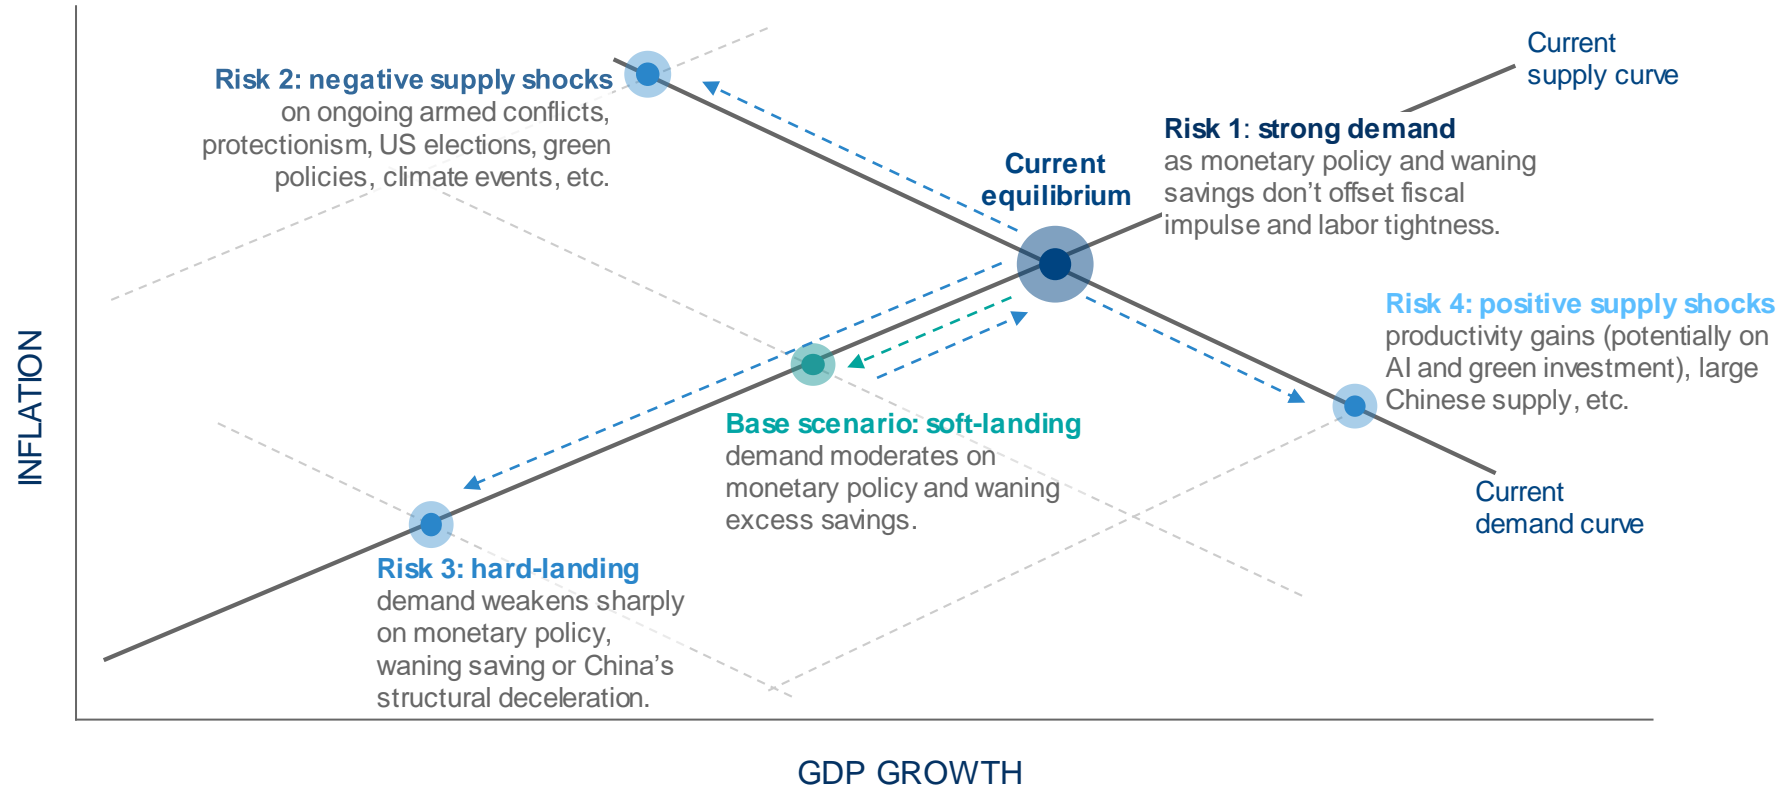 Current
supply curve
Risk 2: negative supply shocks
on ongoing armed conflicts,
protectionism, US elections, green
policies, climate events, etc.
Risk 1: strong demand
as monetary policy and waning
savings don’t offset fiscal
impulse and labor tightness.
Current
equilibrium
Risk 4: positive supply shocks
productivity gains (potentially on
AI and green investment), large
Chinese supply, etc.
INFLATION
Base scenario: soft-landing
demand moderates on
monetary policy and waning
excess savings.
Current
demand curve
Risk 3: hard-landing
demand weakens sharply
on monetary policy,
waning saving or China’s
structural deceleration.
GDP GROWTH